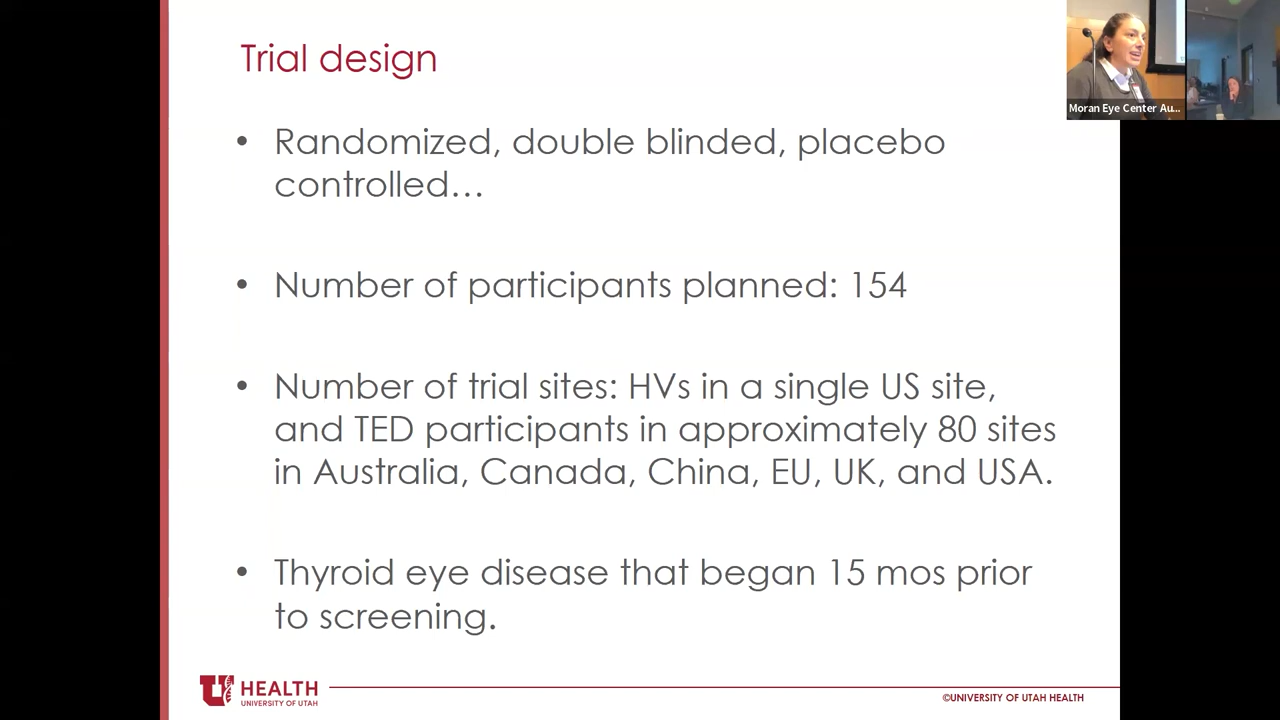 Trial design
Moran Eye Center Au...
• Randomized, double blinded, placebo
controlled…
• Number of participants planned: 154
• Number of trial sites: HVs in a single US site,
and TED participants in approximately 80 sites
in Australia, Canada, China, EU, UK, and USA.
• Thyroid eye disease that began 15 mos prior
to screening.
U HEALTH
UNIVERSITY OF UTAH
©UNIVERSITY OF UTAH HEALTH